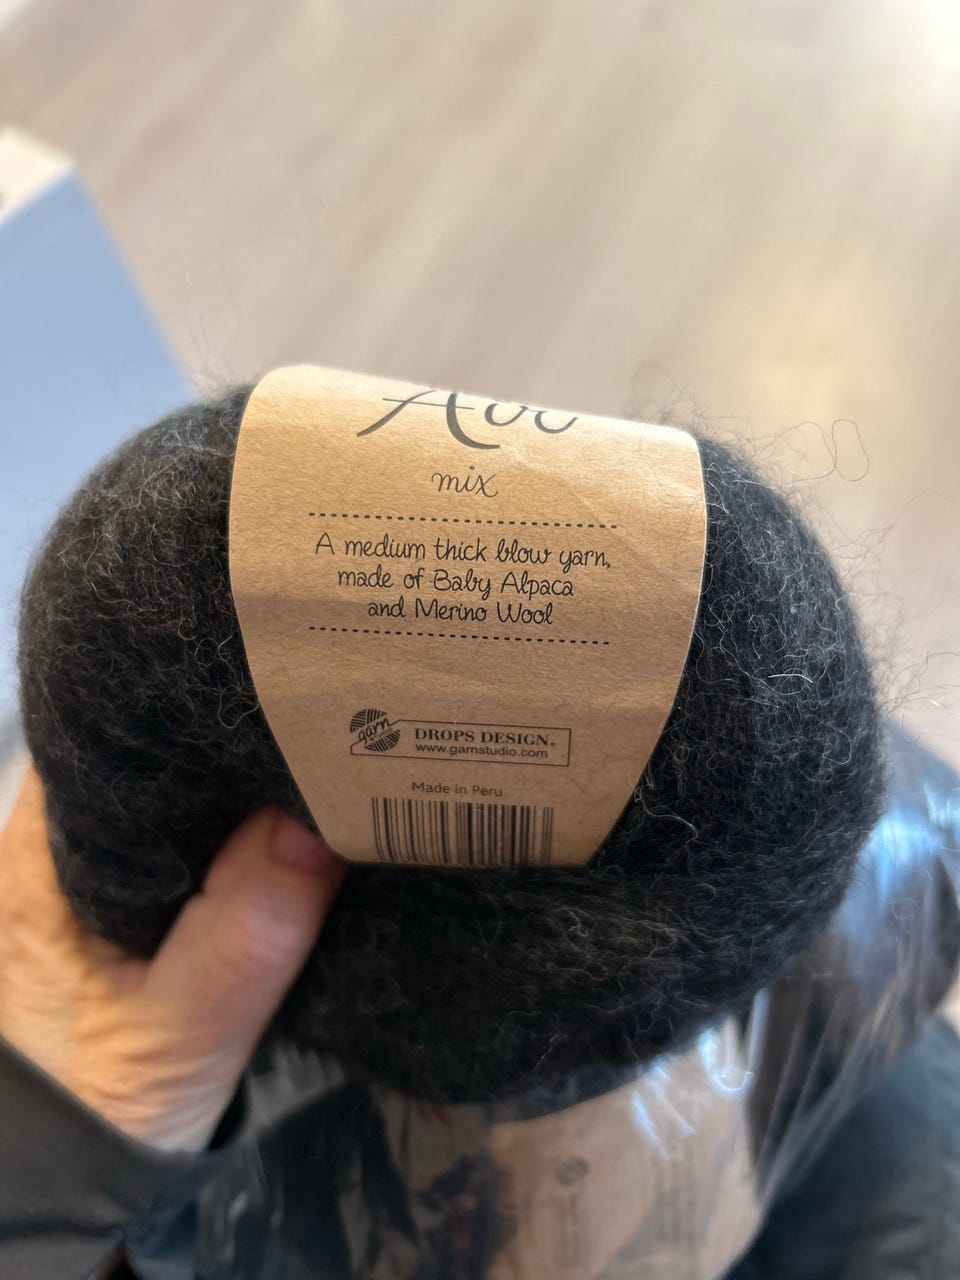 mix
A medium thick blow yarn,
made of Baby Alpaca
and Merino Wool
garn
DROPS DESIGN
www.garnstudio.com
Made in Peru